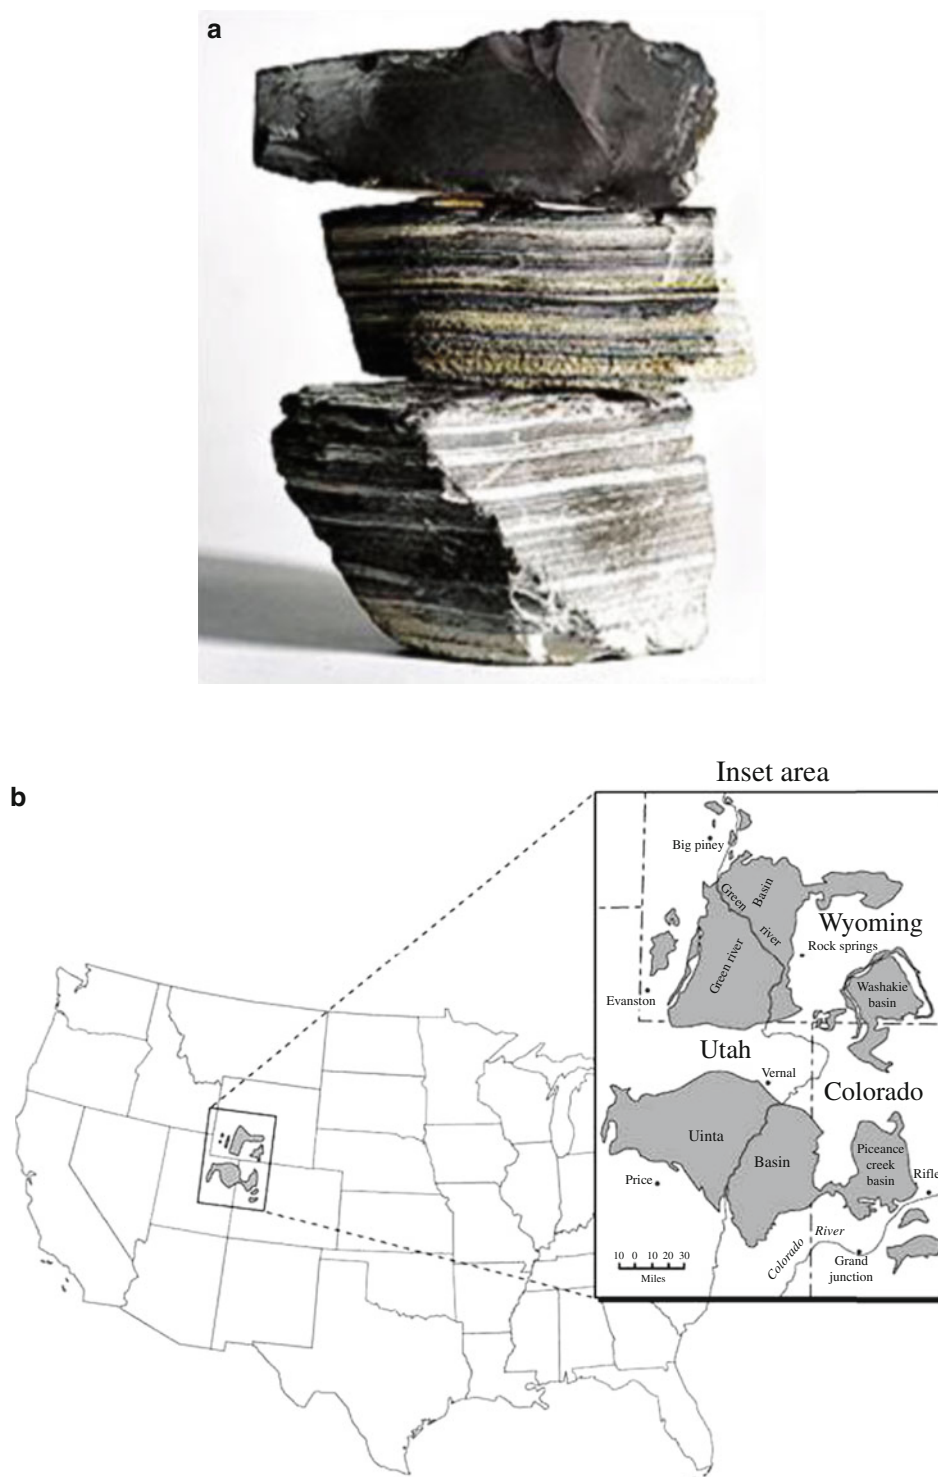 a
b
Inset area
Big piney
Green
Basin
river
Green river
Wyoming
Rock springs
Evanston
Washakie
basin
Utah
Vernal
Colorado
Uinta
Basin
Piceance
creek
basin
Price
Rifle
River
Colorado
Grand
junction
10 0 10 20 30
Miles